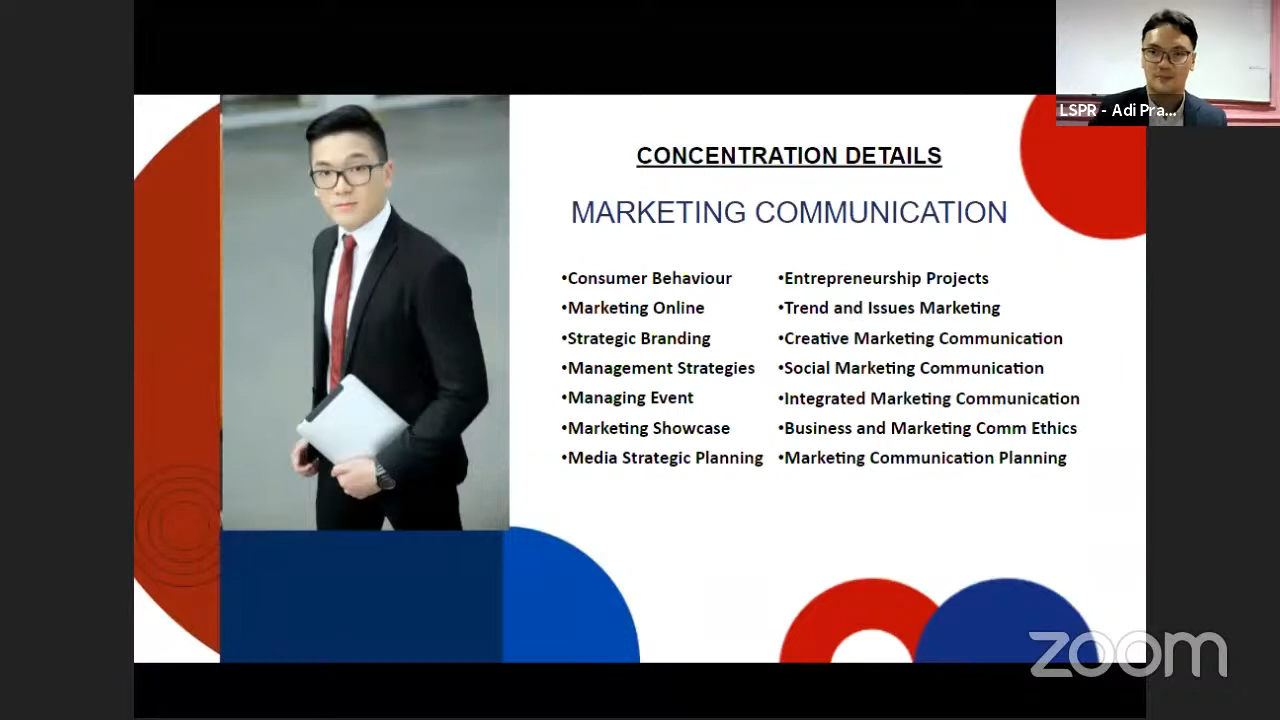 LSPR - Adi Pra...
CONCENTRATION DETAILS
MARKETING COMMUNICATION
•Consumer Behaviour
•Marketing Online
•Strategic Branding
•Management Strategies
•Managing Event
•Marketing Showcase
•Media Strategic Planning
•Entrepreneurship Projects
•Trend and Issues Marketing
•Creative Marketing Communication
•Social Marketing Communication
•Integrated Marketing Communication
•Business and Marketing Comm Ethics
•Marketing Communication Planning
zoom